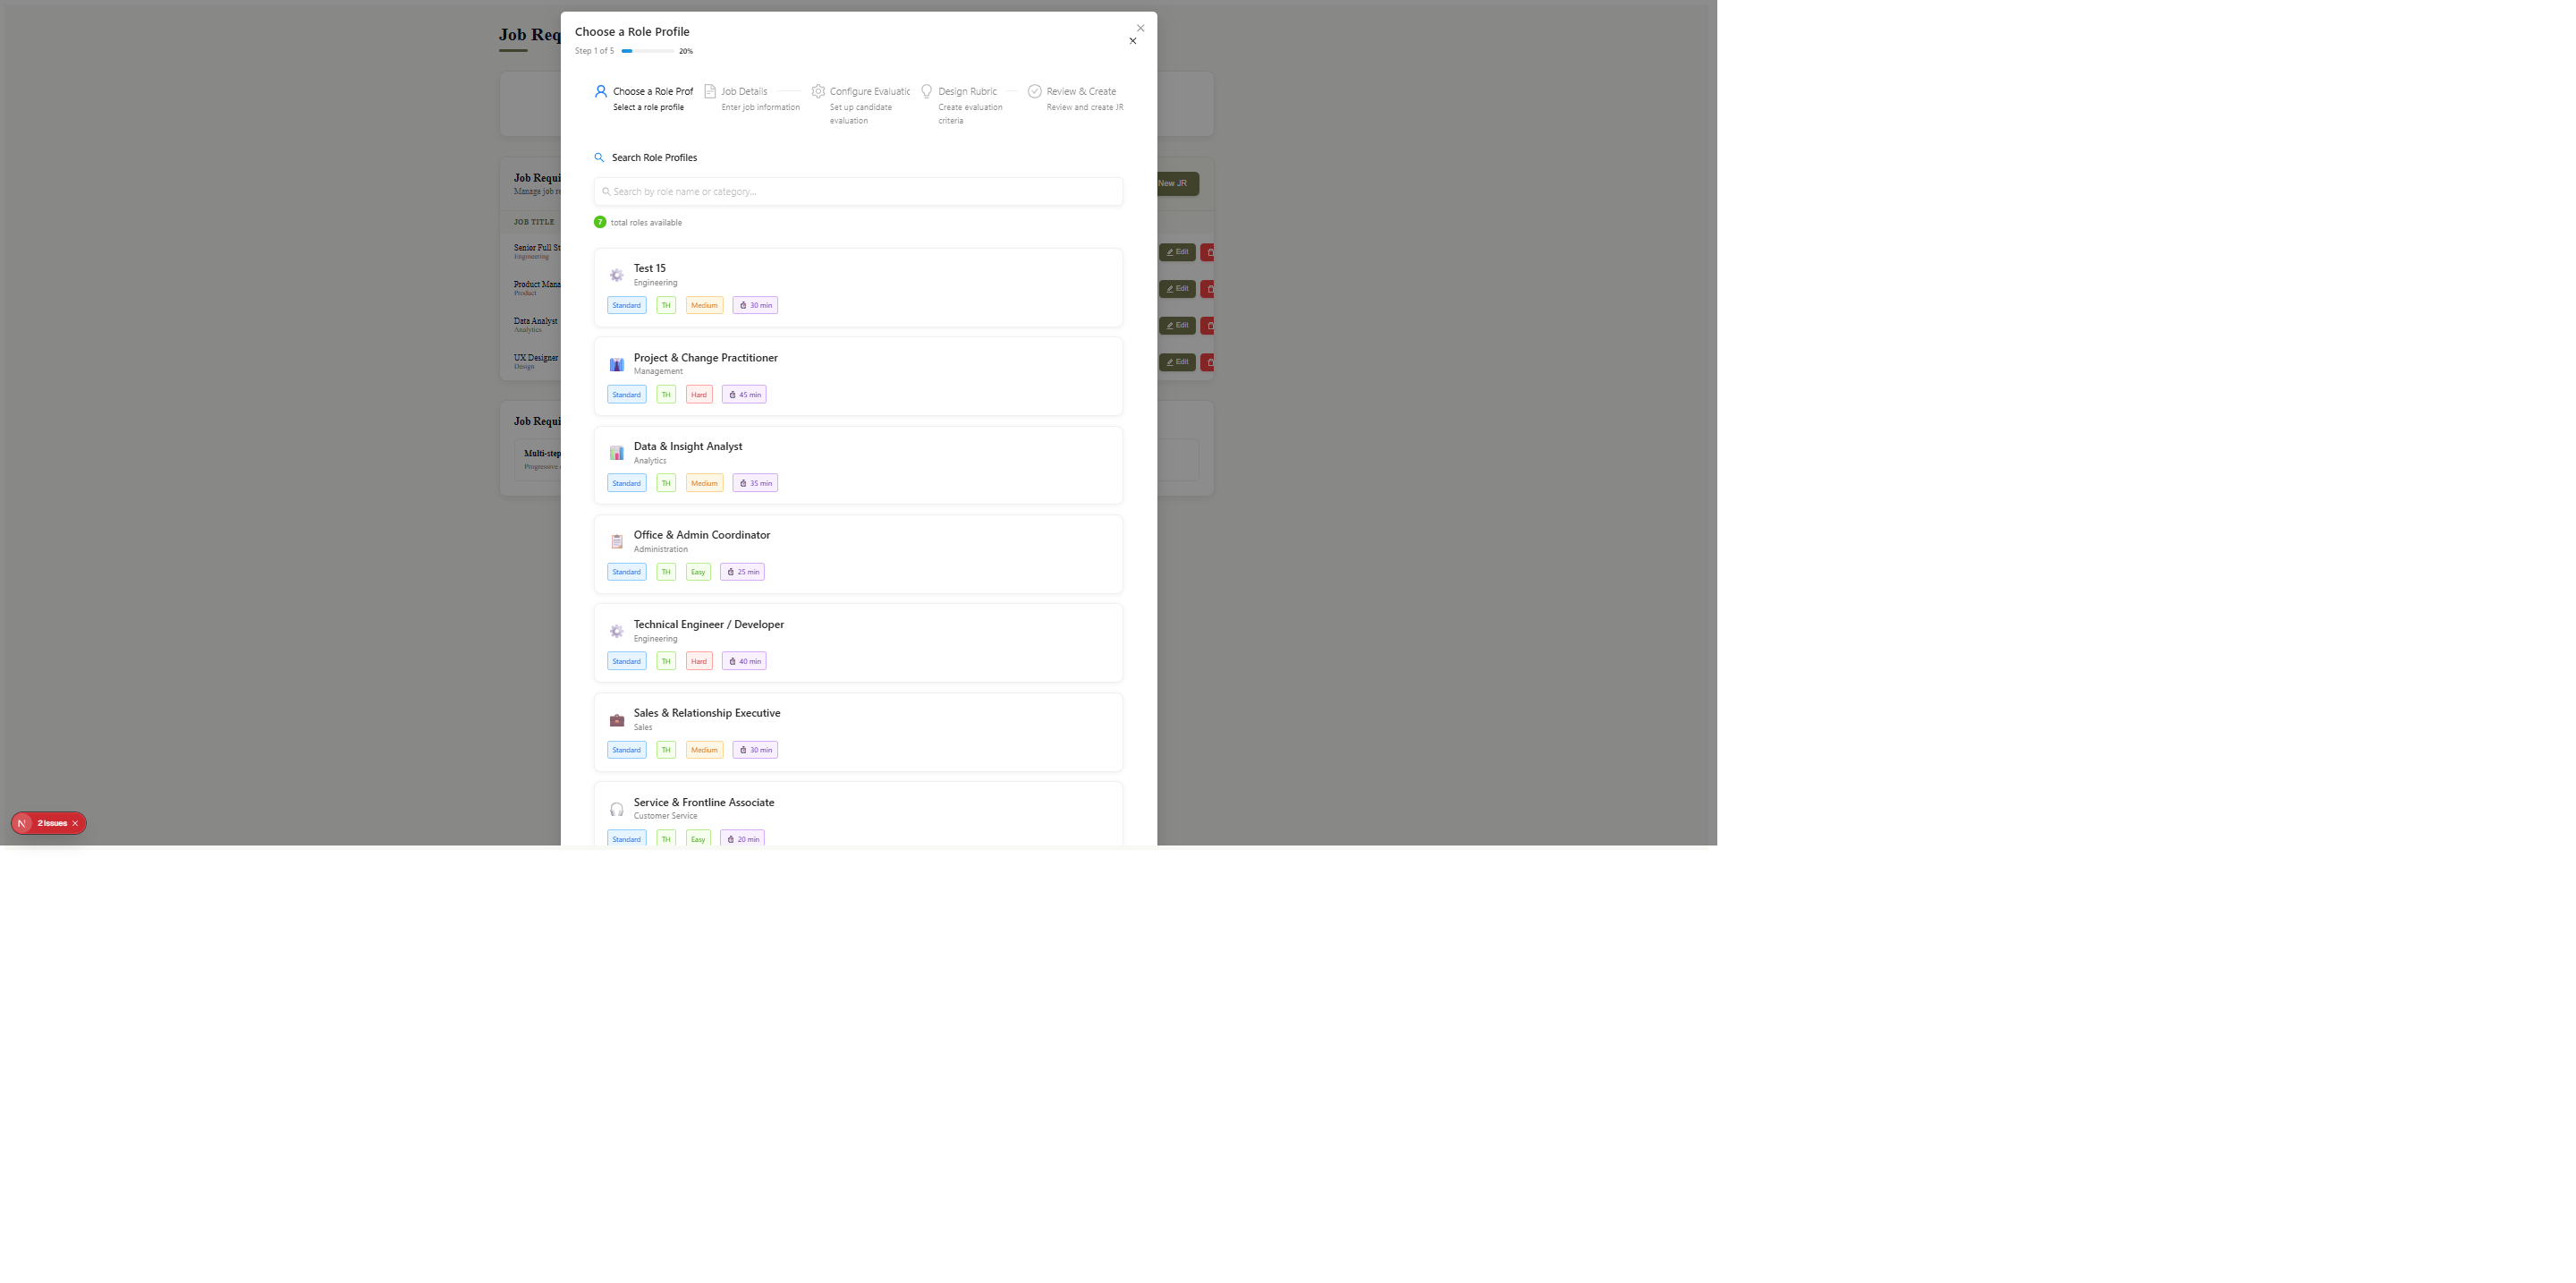 Job Req
Choose a Role Profile
Step 1 of 5
20%
Choose a Role Prof
Select a role profile
Job Details
Enter job information
Configure Evaluatic
Set up candidate
evaluation
Design Rubric
Create evaluation
criteria
Review & Create
Review and create JR
Search Role Profiles
Search by role name or category...
7 total roles available
Test 15
Engineering
Standard TH Medium 30 min
Project & Change Practitioner
Management
Standard TH Hard 45 min
Data & Insight Analyst
Analytics
Standard TH Medium 35 min
Office & Admin Coordinator
Administration
Standard TH Easy 25 min
Technical Engineer / Developer
Engineering
Standard TH Hard 40 min
Sales & Relationship Executive
Sales
Standard TH Medium 30 min
Service & Frontline Associate
Customer Service
Standard TH Easy 20 min
Job Requi
Manage job re
New JR
JOB TITLE
Senior Full St
Engineering
Edit
Product Mana
Product
Edit
Data Analyst
Analytics
Edit
UX Designer
Design
Edit
Job Requi
Multi-step
Progressive
N 2 Issues